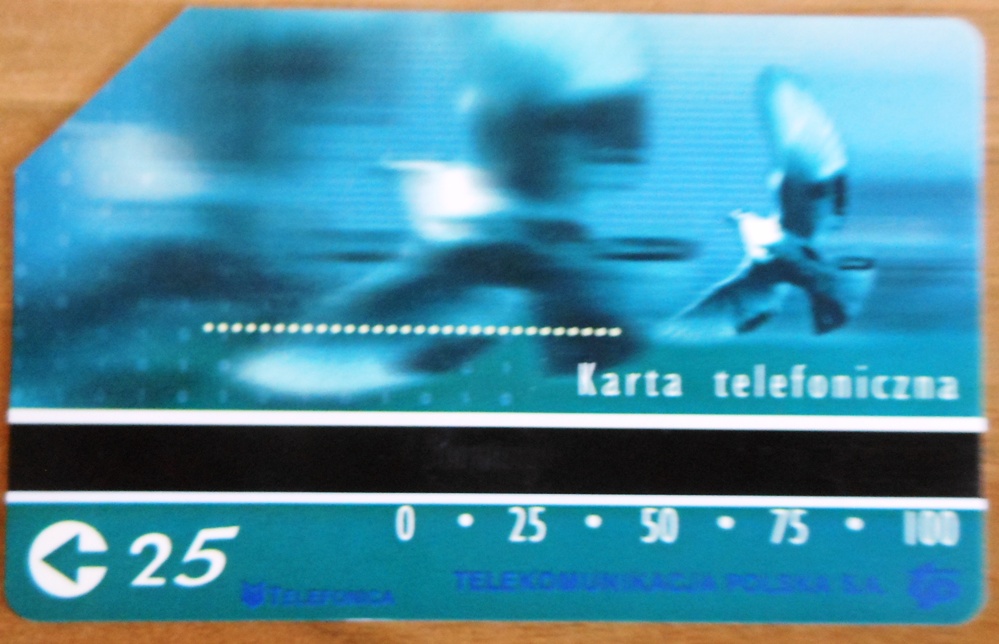 Karta telefoniczna
0 • 25 • 50 • 75 • 100
25
TELEFONICA
TELEKOMUNIKACJA POLSKA S.A.